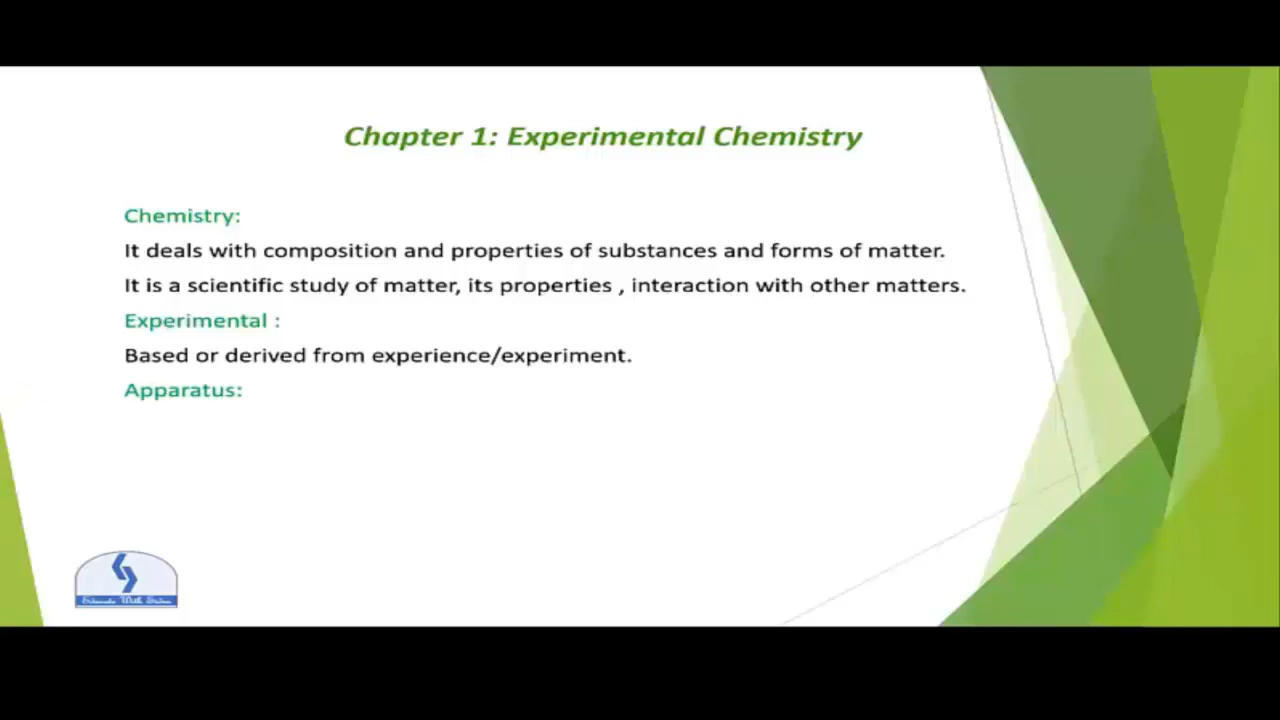 Chapter 1: Experimental Chemistry
Chemistry:
It deals with composition and properties of substances and forms of matter.
It is a scientific study of matter, its properties , interaction with other matters.
Experimental :
Based or derived from experience/experiment.
Apparatus: